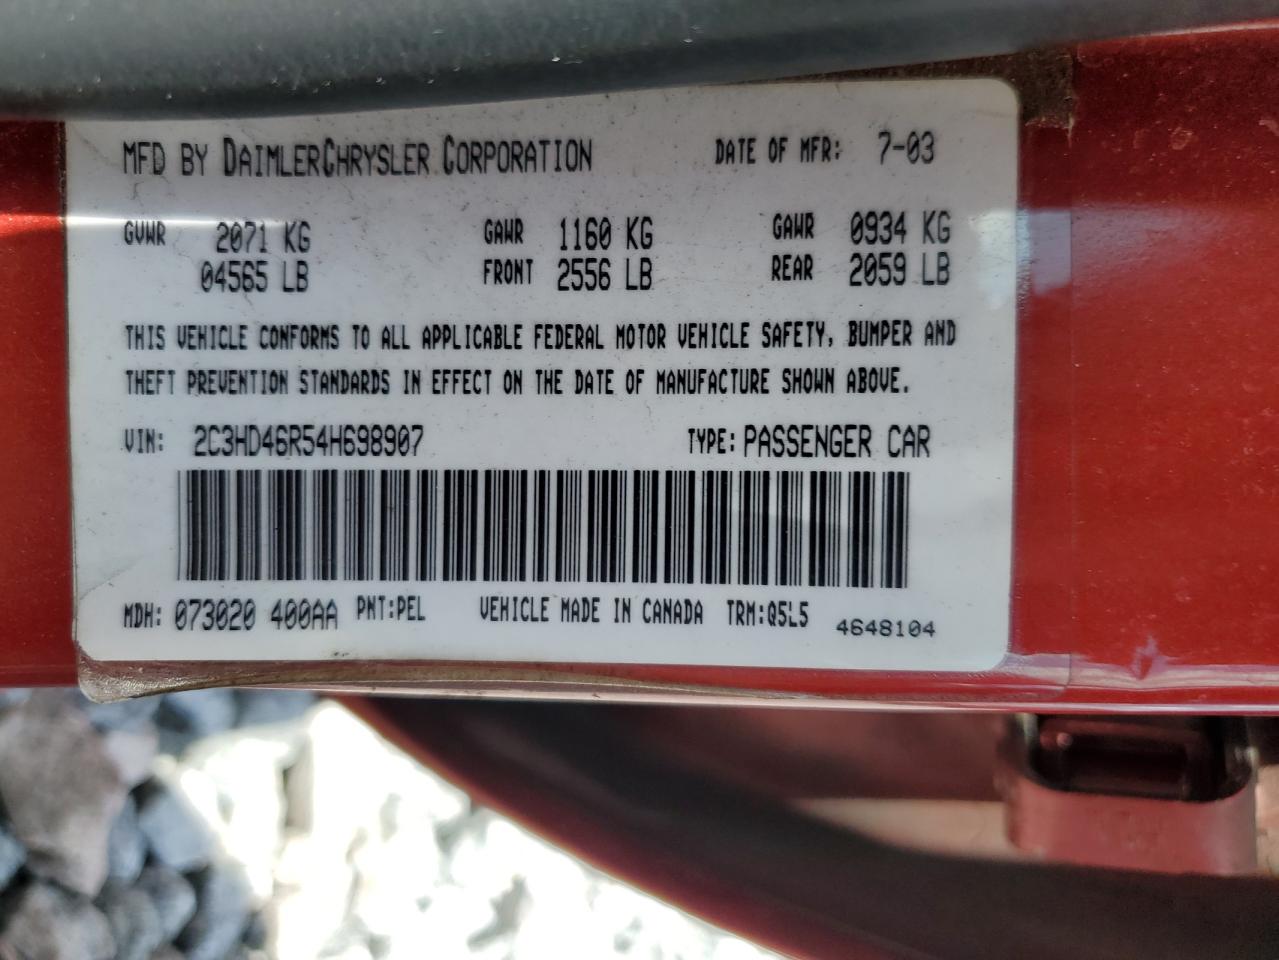 MFD BY DAIMLERCHRYSLER CORPORATION DATE OF MFR: 7-03
GVWR 2071 KG GAWR 1160 KG GAWR 0934 KG
04565 LB FRONT 2556 LB REAR 2059 LB
THIS VEHICLE CONFORMS TO ALL APPLICABLE FEDERAL MOTOR VEHICLE SAFETY, BUMPER AND
THEFT PREVENTION STANDARDS IN EFFECT ON THE DATE OF MANUFACTURE SHOWN ABOVE.
VIN: 2C3HD46R54H698907 TYPE: PASSENGER CAR
MDH: 073020 400AA PNT:PEL VEHICLE MADE IN CANADA TRM:Q5L5 4648104